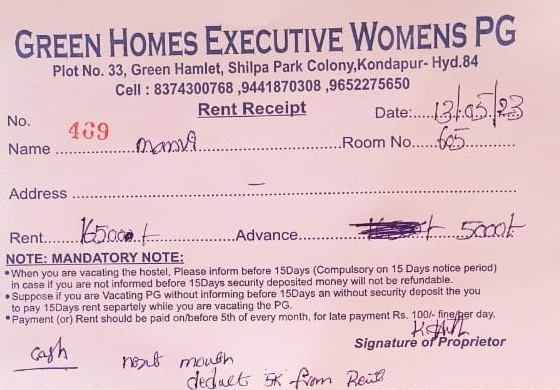 GREEN HOMES EXECUTIVE WOMENS PG
Plot No. 33, Green Hamlet, Shilpa Park Colony,Kondapur- Hyd.84
Cell : 8374300768 ,9441870308 ,9652275650
Rent Receipt
No. 469 Date:....13/05/23
Name .................. Room No....605
Address ................
Rent........ Advance........ 5000/-
NOTE: MANDATORY NOTE:
• When you are vacating the hostel, Please inform before 15Days (Compulsory on 15 Days notice period)
in case if you are not informed before 15Days security deposited money will not be refundable.
• Suppose if you are Vacating PG without informing before 15Days an without security deposit the you
to pay 15Days rent separtely while you are vacating the PG.
• Payment (or) Rent should be paid on/before 5th of every month, for late payment Rs. 100/- fine/per day.
Signature of Proprietor
Cash next month
deduct 5K from Rent